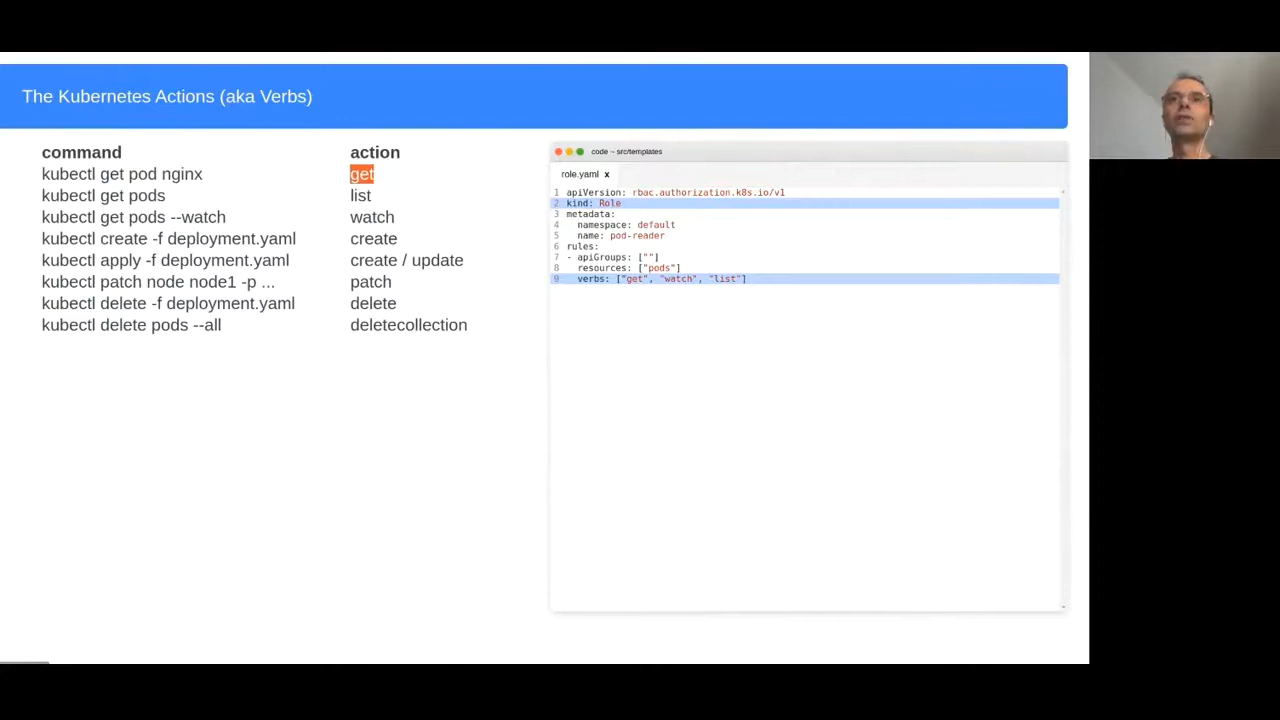 The Kubernetes Actions (aka Verbs)
command action
kubectl get pod nginx get
kubectl get pods list
kubectl get pods --watch watch
kubectl create -f deployment.yaml create
kubectl apply -f deployment.yaml create / update
kubectl patch node node1 -p ... patch
kubectl delete -f deployment.yaml delete
kubectl delete pods --all deletecollection
code ~ src/templates
role.yaml x
1 apiVersion: rbac.authorization.k8s.io/v1
2 kind: Role
3 metadata:
4 namespace: default
5 name: pod-reader
6 rules:
7 - apiGroups: [""]
8 resources: ["pods"]
9 verbs: ["get", "watch", "list"]